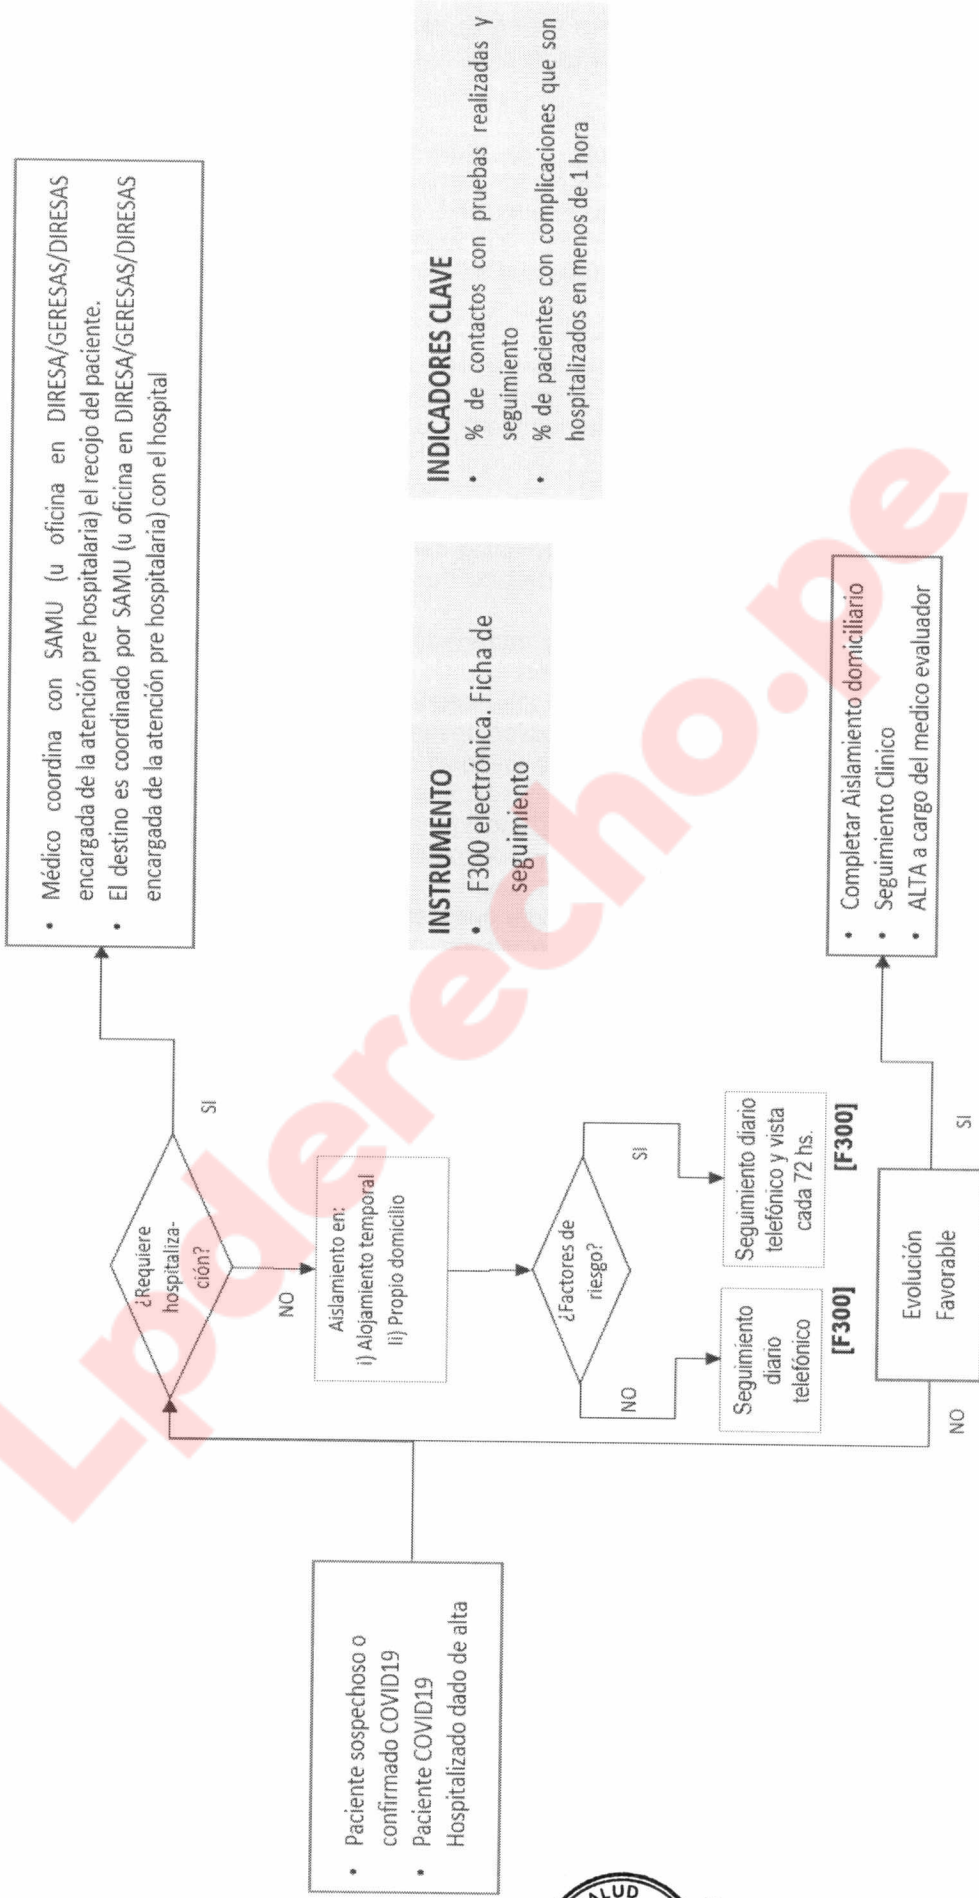 • Paciente sospechoso o
confirmado COVID19
• Paciente COVID19
Hospitalizado dado de alta
¿Requiere
hospitaliza-
ción?
SI
NO
• Médico coordina con SAMU (u oficina en DIRESA/GERESAS/DIRESAS
encargada de la atención pre hospitalaria) el recojo del paciente.
• El destino es coordinado por SAMU (u oficina en DIRESA/GERESAS/DIRESAS
encargada de la atención pre hospitalaria) con el hospital
Aislamiento en:
i) Alojamiento temporal
Ii) Propio domicilio
¿Factores de
riesgo?
NO
SI
Seguimiento
diario
telefónico
[F300]
Seguimiento diario
telefónico y vista
cada 72 hs.
[F300]
Evolución
Favorable
NO
SI
• Completar Aislamiento domiciliario
• Seguimiento Clinico
• ALTA a cargo del medico evaluador
INSTRUMENTO
• F300 electrónica. Ficha de
seguimiento
INDICADORES CLAVE
• % de contactos con pruebas realizadas y
seguimiento
• % de pacientes con complicaciones que son
hospitalizados en menos de 1 hora
Lpderecho.pe